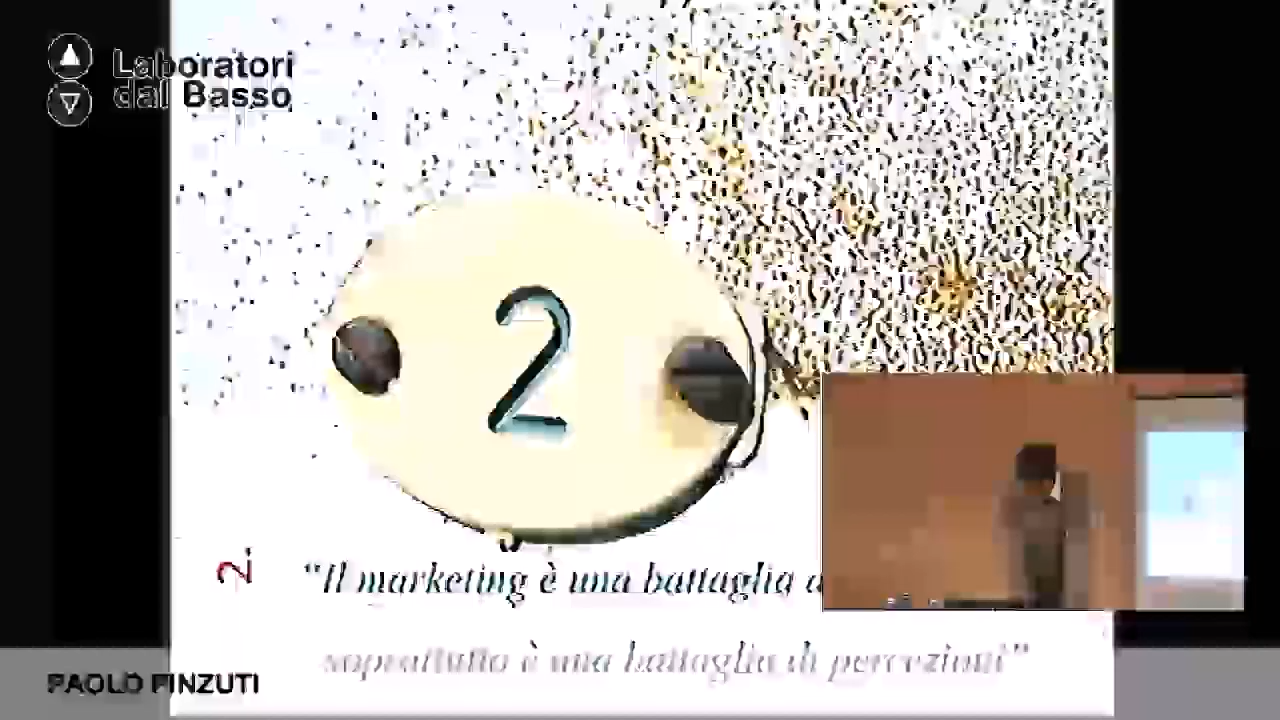 Laboratori
dal Basso
2
2.
"Il marketing è una battaglia
soprattutto è una battaglia di percezioni"
PAOLO PINZUTI